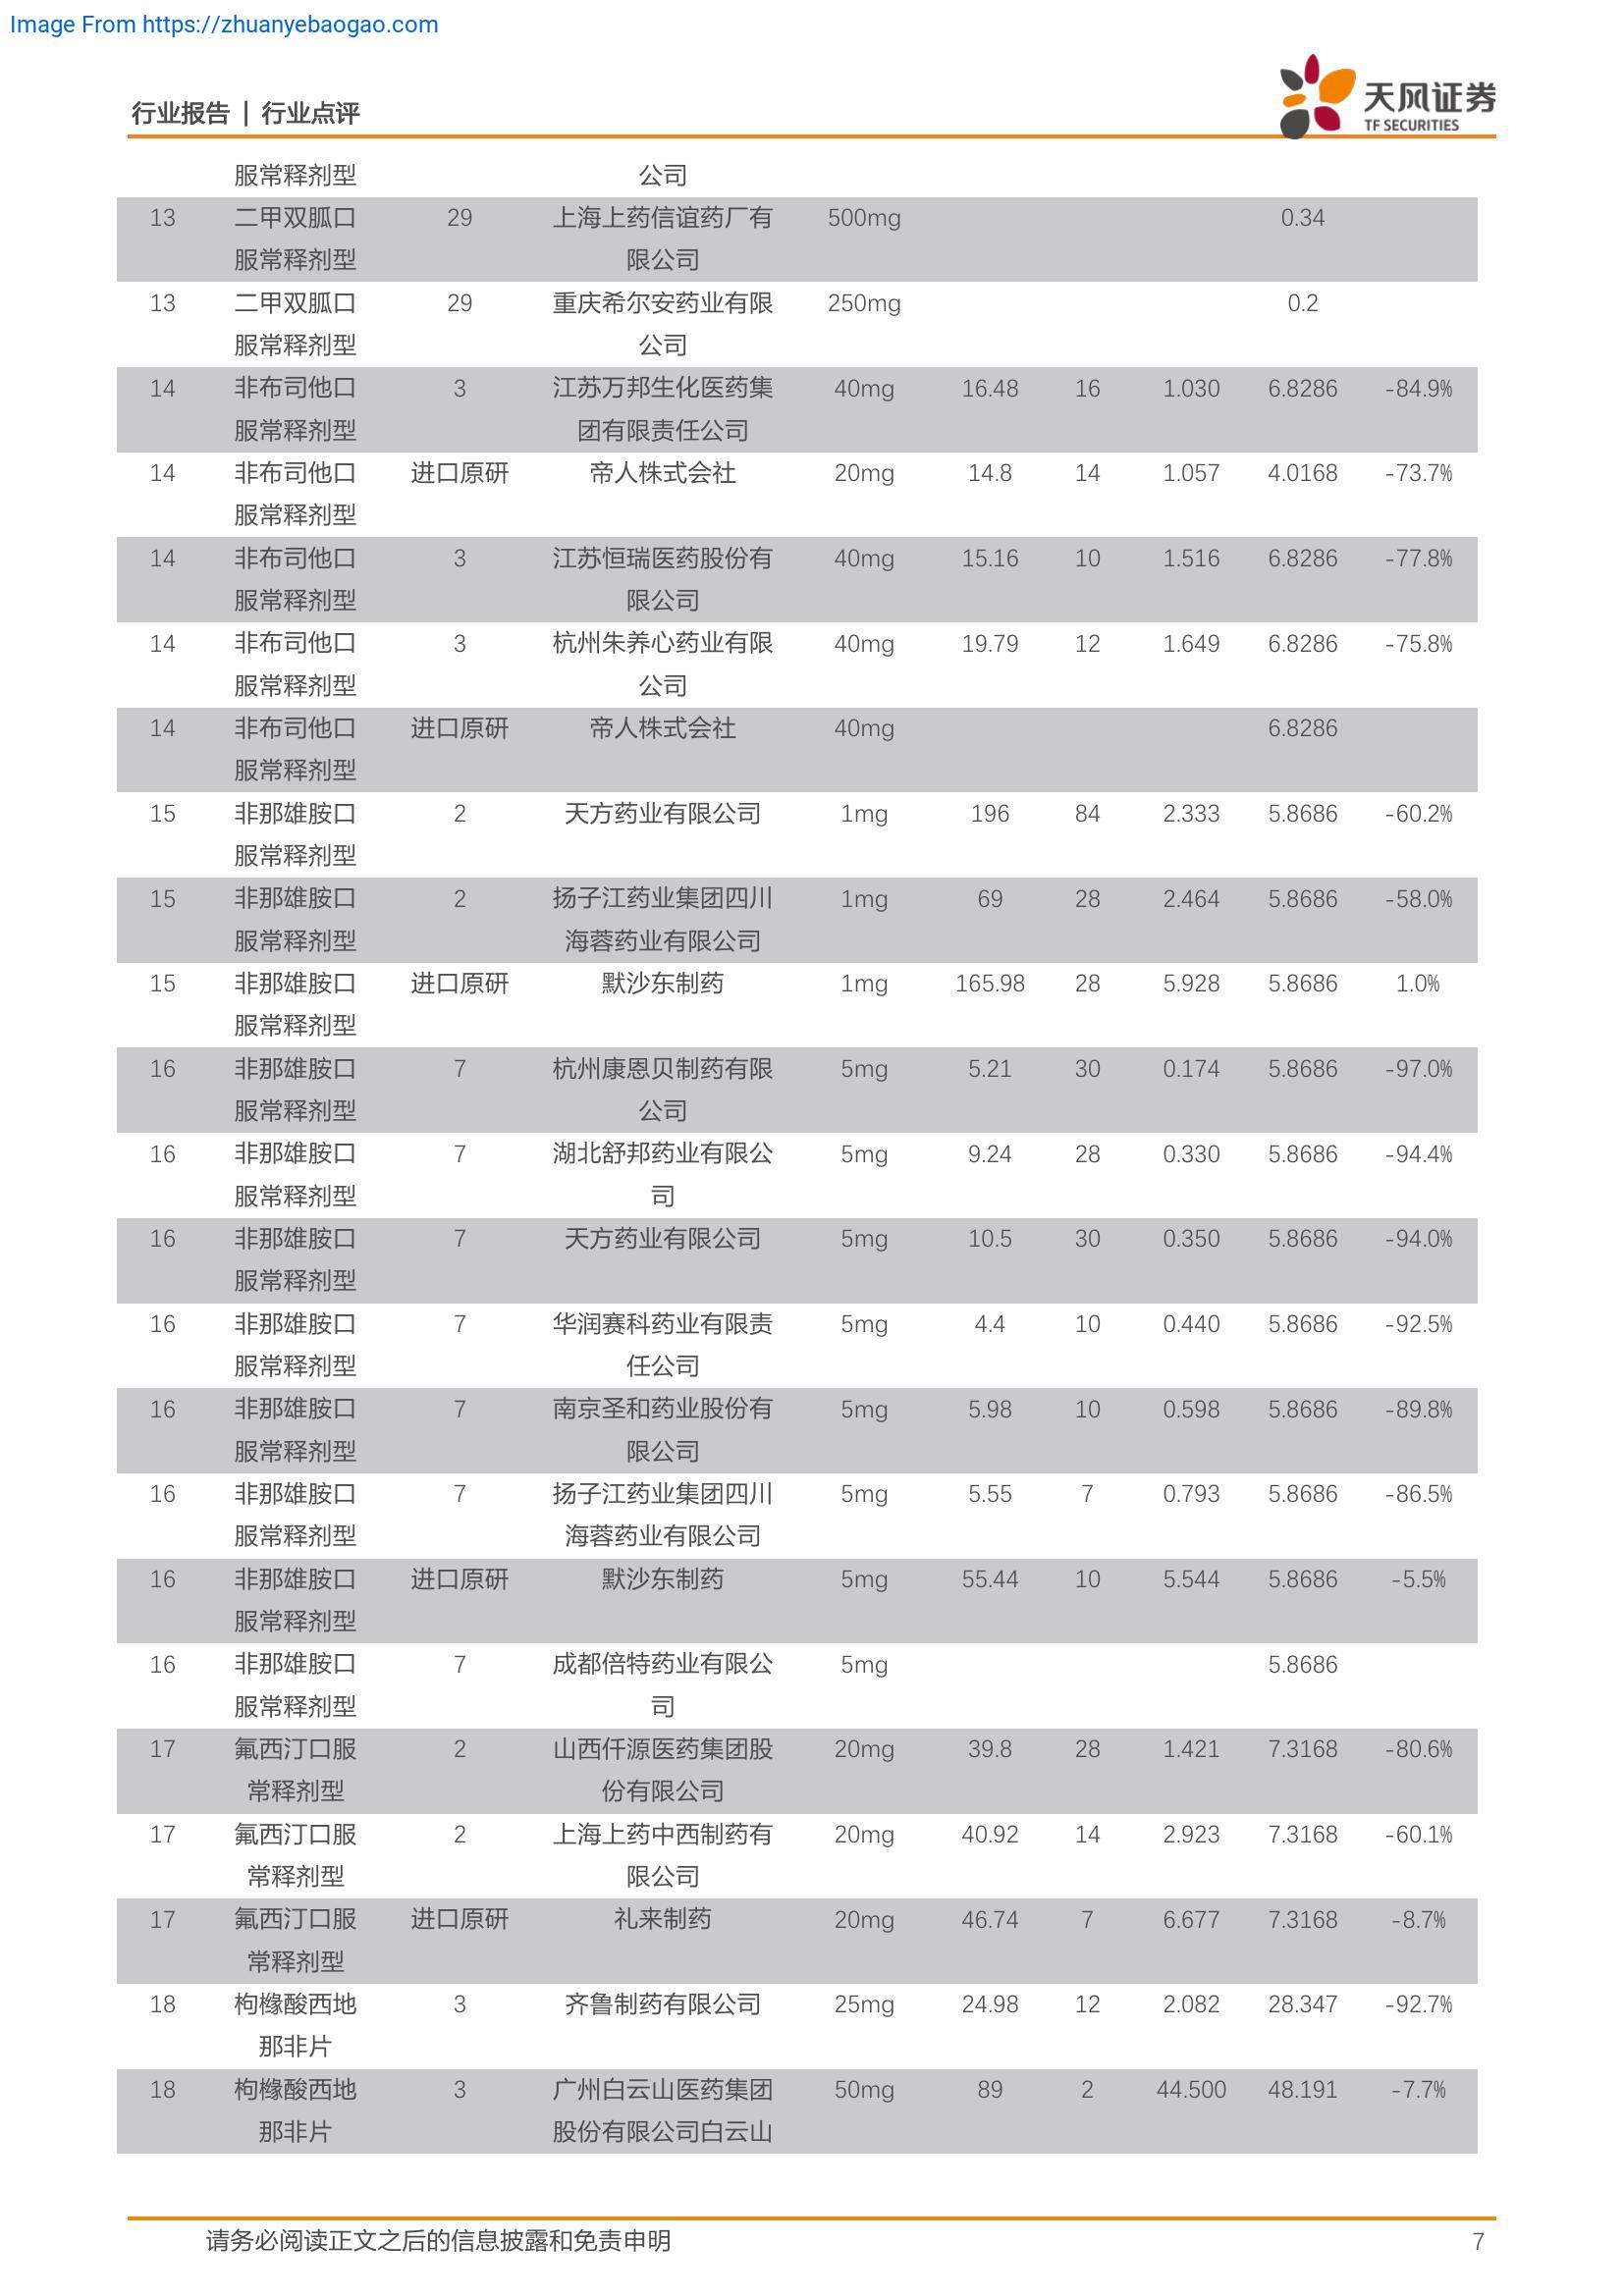 Image From https://zhuanyebaogao.com
行业报告 | 行业点评
天风证券
TF SECURITIES
服常释剂型 公司
13 二甲双胍口 29 上海上药信谊药厂有 500mg 0.34
服常释剂型 限公司
13 二甲双胍口 29 重庆希尔安药业有限 250mg 0.2
服常释剂型 公司
14 非布司他口 3 江苏万邦生化医药集 40mg 16.48 16 1.030 6.8286 -84.9%
服常释剂型 团有限责任公司
14 非布司他口 进口原研 帝人株式会社 20mg 14.8 14 1.057 4.0168 -73.7%
服常释剂型
14 非布司他口 3 江苏恒瑞医药股份有 40mg 15.16 10 1.516 6.8286 -77.8%
服常释剂型 限公司
14 非布司他口 3 杭州朱养心药业有限 40mg 19.79 12 1.649 6.8286 -75.8%
服常释剂型 公司
14 非布司他口 进口原研 帝人株式会社 40mg 6.8286
服常释剂型
15 非那雄胺口 2 天方药业有限公司 1mg 196 84 2.333 5.8686 -60.2%
服常释剂型
15 非那雄胺口 2 扬子江药业集团四川 1mg 69 28 2.464 5.8686 -58.0%
服常释剂型 海蓉药业有限公司
15 非那雄胺口 进口原研 默沙东制药 1mg 165.98 28 5.928 5.8686 1.0%
服常释剂型
16 非那雄胺口 7 杭州康恩贝制药有限 5mg 5.21 30 0.174 5.8686 -97.0%
服常释剂型 公司
16 非那雄胺口 7 湖北舒邦药业有限公 5mg 9.24 28 0.330 5.8686 -94.4%
服常释剂型 司
16 非那雄胺口 7 天方药业有限公司 5mg 10.5 30 0.350 5.8686 -94.0%
服常释剂型
16 非那雄胺口 7 华润赛科药业有限责 5mg 4.4 10 0.440 5.8686 -92.5%
服常释剂型 任公司
16 非那雄胺口 7 南京圣和药业股份有 5mg 5.98 10 0.598 5.8686 -89.8%
服常释剂型 限公司
16 非那雄胺口 7 扬子江药业集团四川 5mg 5.55 7 0.793 5.8686 -86.5%
服常释剂型 海蓉药业有限公司
16 非那雄胺口 进口原研 默沙东制药 5mg 55.44 10 5.544 5.8686 -5.5%
服常释剂型
16 非那雄胺口 7 成都倍特药业有限公 5mg 5.8686
服常释剂型 司
17 氟西汀口服 2 山西仟源医药集团股 20mg 39.8 28 1.421 7.3168 -80.6%
常释剂型 份有限公司
17 氟西汀口服 2 上海上药中西制药有 20mg 40.92 14 2.923 7.3168 -60.1%
常释剂型 限公司
17 氟西汀口服 进口原研 礼来制药 20mg 46.74 7 6.677 7.3168 -8.7%
常释剂型
18 枸橼酸西地 3 齐鲁制药有限公司 25mg 24.98 12 2.082 28.347 -92.7%
那非片
18 枸橼酸西地 3 广州白云山医药集团 50mg 89 2 44.500 48.191 -7.7%
那非片 股份有限公司白云山
请务必阅读正文之后的信息披露和免责申明 7